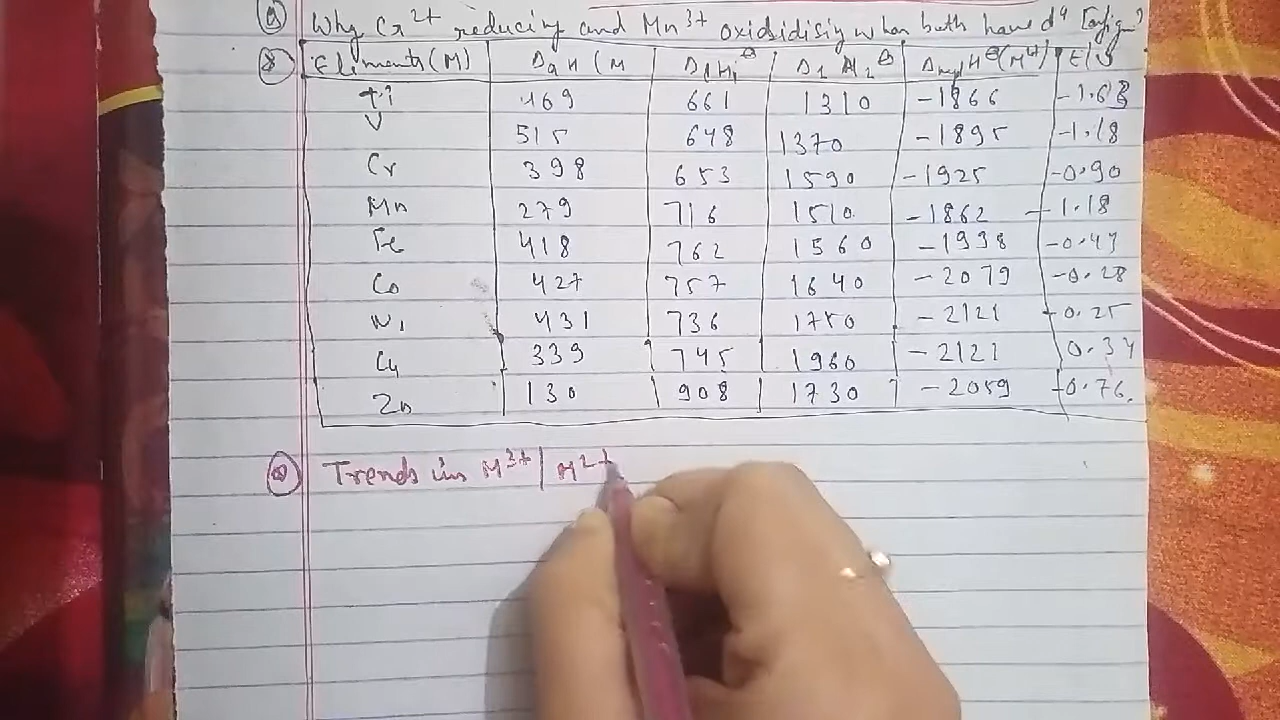 Q Why Cr2+ reducing and Mn3+ oxididisiy when both have d4 Config?
Elements (M) ΔaH (M ΔiHi⊖ Δ1 H2⊖ ΔhydH⊖(M2+) E/V
Ti 469 661 1310 -1866 -1.63
V 515 648 1370 -1895 -1.18
Cr 398 653 1590 -1925 -0.90
Mn 279 716 1510 -1862 -1.18
Fe 418 762 1560 -1998 -0.44
Co 427 757 1640 -2079 -0.28
Ni 431 736 1750 -2121 -0.25
Cu 339 745 1960 -2121 0.34
Zn 130 908 1730 -2059 -0.76.
Q Trends in M3+ | M2+